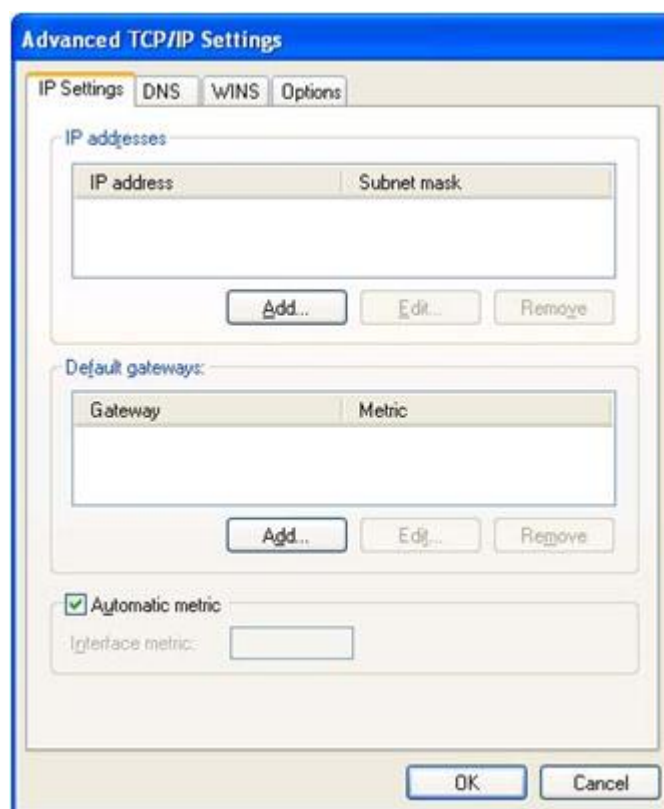 Advanced TCP/IP Settings
IP Settings DNS WINS Options
IP addresses
IP address Subnet mask
Add... Edit... Remove
Default gateways:
Gateway Metric
Add... Edit... Remove
Automatic metric
Interface metric:
OK Cancel